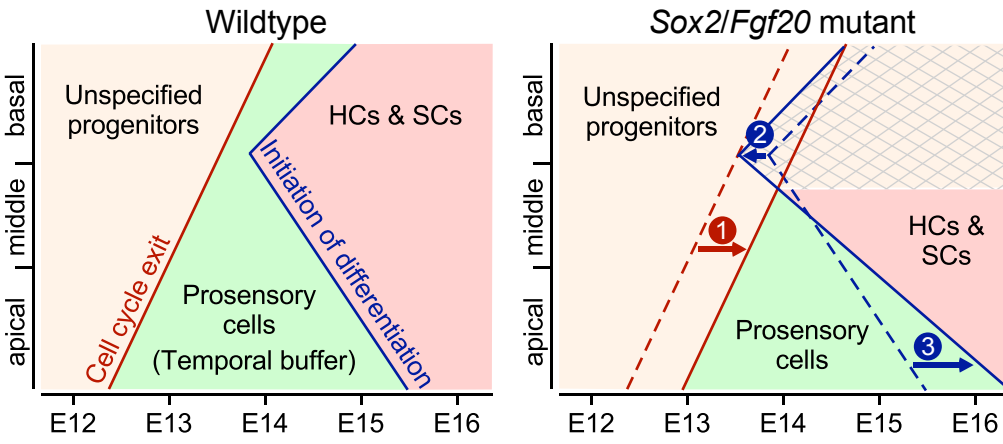 Wildtype
basal
middle
apical
Unspecified
progenitors
HCs & SCs
Cell cycle exit
Initiation of differentiation
Prosensory
cells
(Temporal buffer)
E12 E13 E14 E15 E16
Sox2/Fgf20 mutant
basal
middle
apical
Unspecified
progenitors
2
1
HCs &
SCs
Prosensory
cells
3
E12 E13 E14 E15 E16